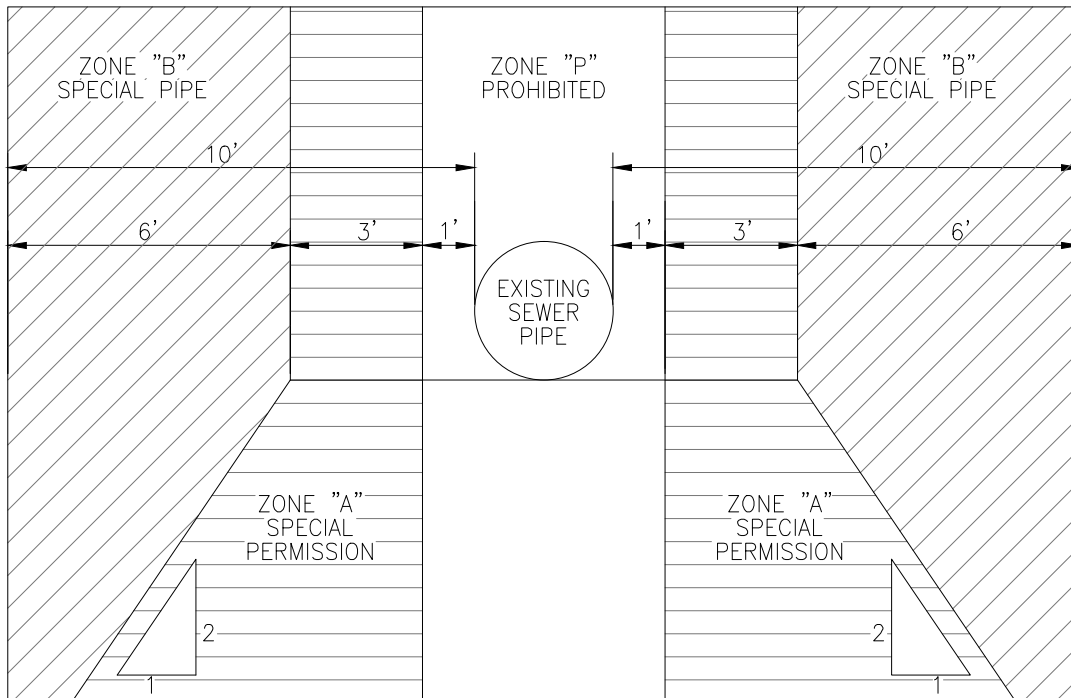 ZONE "B"
SPECIAL PIPE
ZONE "P"
PROHIBITED
ZONE "B"
SPECIAL PIPE
10'
10'
6'
3'
1'
1'
3'
6'
EXISTING
SEWER
PIPE
ZONE "A"
SPECIAL
PERMISSION
ZONE "A"
SPECIAL
PERMISSION
2
1
2
1